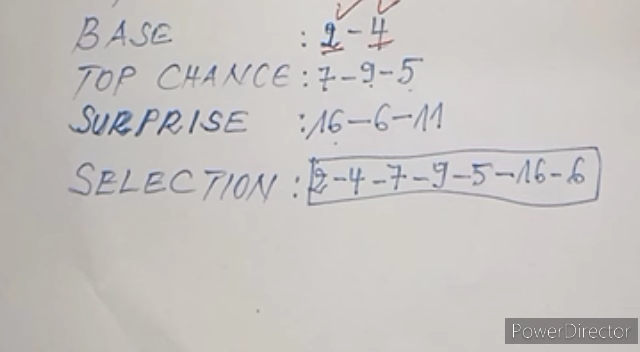 BASE : 2-4
TOP CHANCE : 7-9-5
SURPRISE : 16-6-11
SELECTION : 2-4-7-9-5-16-6
PowerDirector